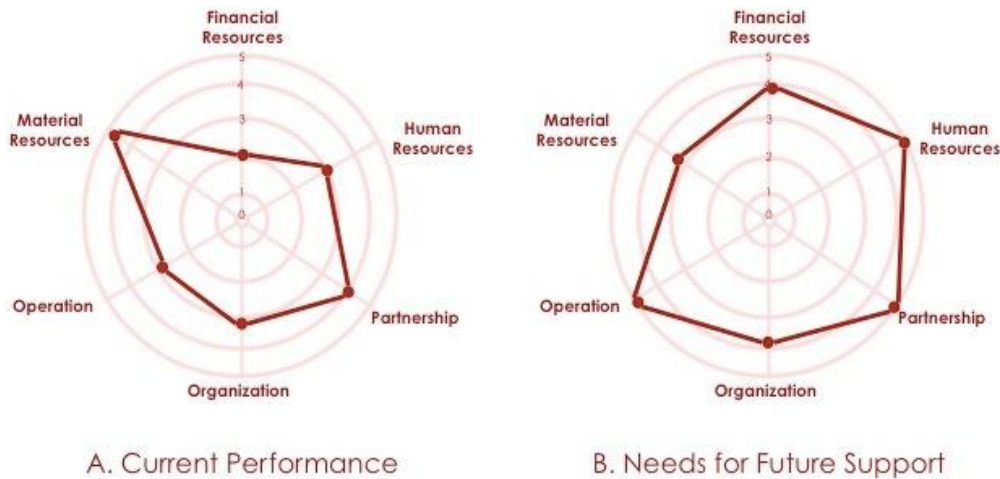 Financial
Resources
5
4
3
1
0
Material
Resources
Human
Resources
Operation
Partnership
Organization
A. Current Performance
Financial
Resources
5
4
3
2
1
0
Material
Resources
Human
Resources
Operation
Partnership
Organization
B. Needs for Future Support